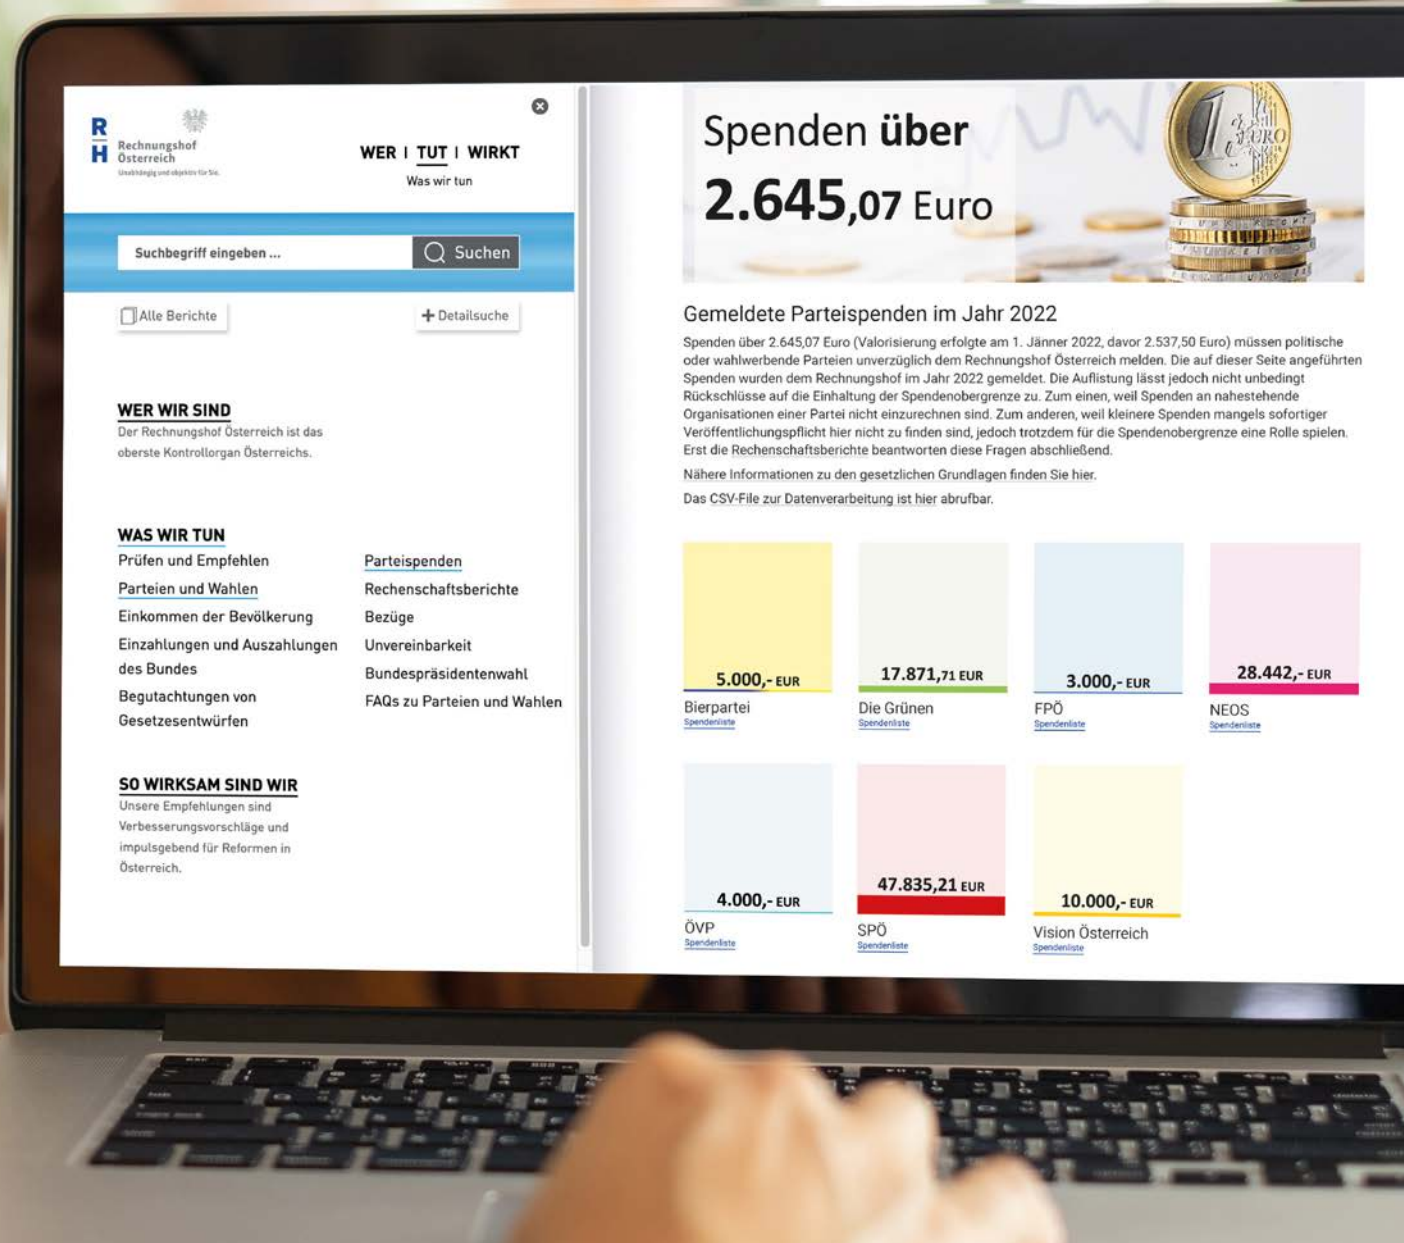 R
H
Rechnungshof
Österreich
Unabhängig und objektiv für Sie.
WER | TUT | WIRKT
Was wir tun
Suchbegriff eingeben ...
Suchen
Alle Berichte
+ Detailsuche
WER WIR SIND
Der Rechnungshof Österreich ist das
oberste Kontrollorgan Österreichs.
WAS WIR TUN
Prüfen und Empfehlen
Parteien und Wahlen
Einkommen der Bevölkerung
Einzahlungen und Auszahlungen
des Bundes
Begutachtungen von
Gesetzesentwürfen
Parteispenden
Rechenschaftsberichte
Bezüge
Unvereinbarkeit
Bundespräsidentenwahl
FAQs zu Parteien und Wahlen
SO WIRKSAM SIND WIR
Unsere Empfehlungen sind
Verbesserungsvorschläge und
impulsgebend für Reformen in
Österreich.
Spenden über
2.645,07 Euro
1 EURO
Gemeldete Parteispenden im Jahr 2022
Spenden über 2.645,07 Euro (Valorisierung erfolgte am 1. Jänner 2022, davor 2.537,50 Euro) müssen politische
oder wahlwerbende Parteien unverzüglich dem Rechnungshof Österreich melden. Die auf dieser Seite angeführten
Spenden wurden dem Rechnungshof im Jahr 2022 gemeldet. Die Auflistung lässt jedoch nicht unbedingt
Rückschlüsse auf die Einhaltung der Spendenobergrenze zu. Zum einen, weil Spenden an nahestehende
Organisationen einer Partei nicht einzurechnen sind. Zum anderen, weil kleinere Spenden mangels sofortiger
Veröffentlichungspflicht hier nicht zu finden sind, jedoch trotzdem für die Spendenobergrenze eine Rolle spielen.
Erst die Rechenschaftsberichte beantworten diese Fragen abschließend.
Nähere Informationen zu den gesetzlichen Grundlagen finden Sie hier.
Das CSV-File zur Datenverarbeitung ist hier abrufbar.
5.000,- EUR
Bierpartei
Spendenliste
17.871,71 EUR
Die Grünen
Spendenliste
3.000,- EUR
FPÖ
Spendenliste
28.442,- EUR
NEOS
Spendenliste
4.000,- EUR
ÖVP
Spendenliste
47.835,21 EUR
SPÖ
Spendenliste
10.000,- EUR
Vision Österreich
Spendenliste